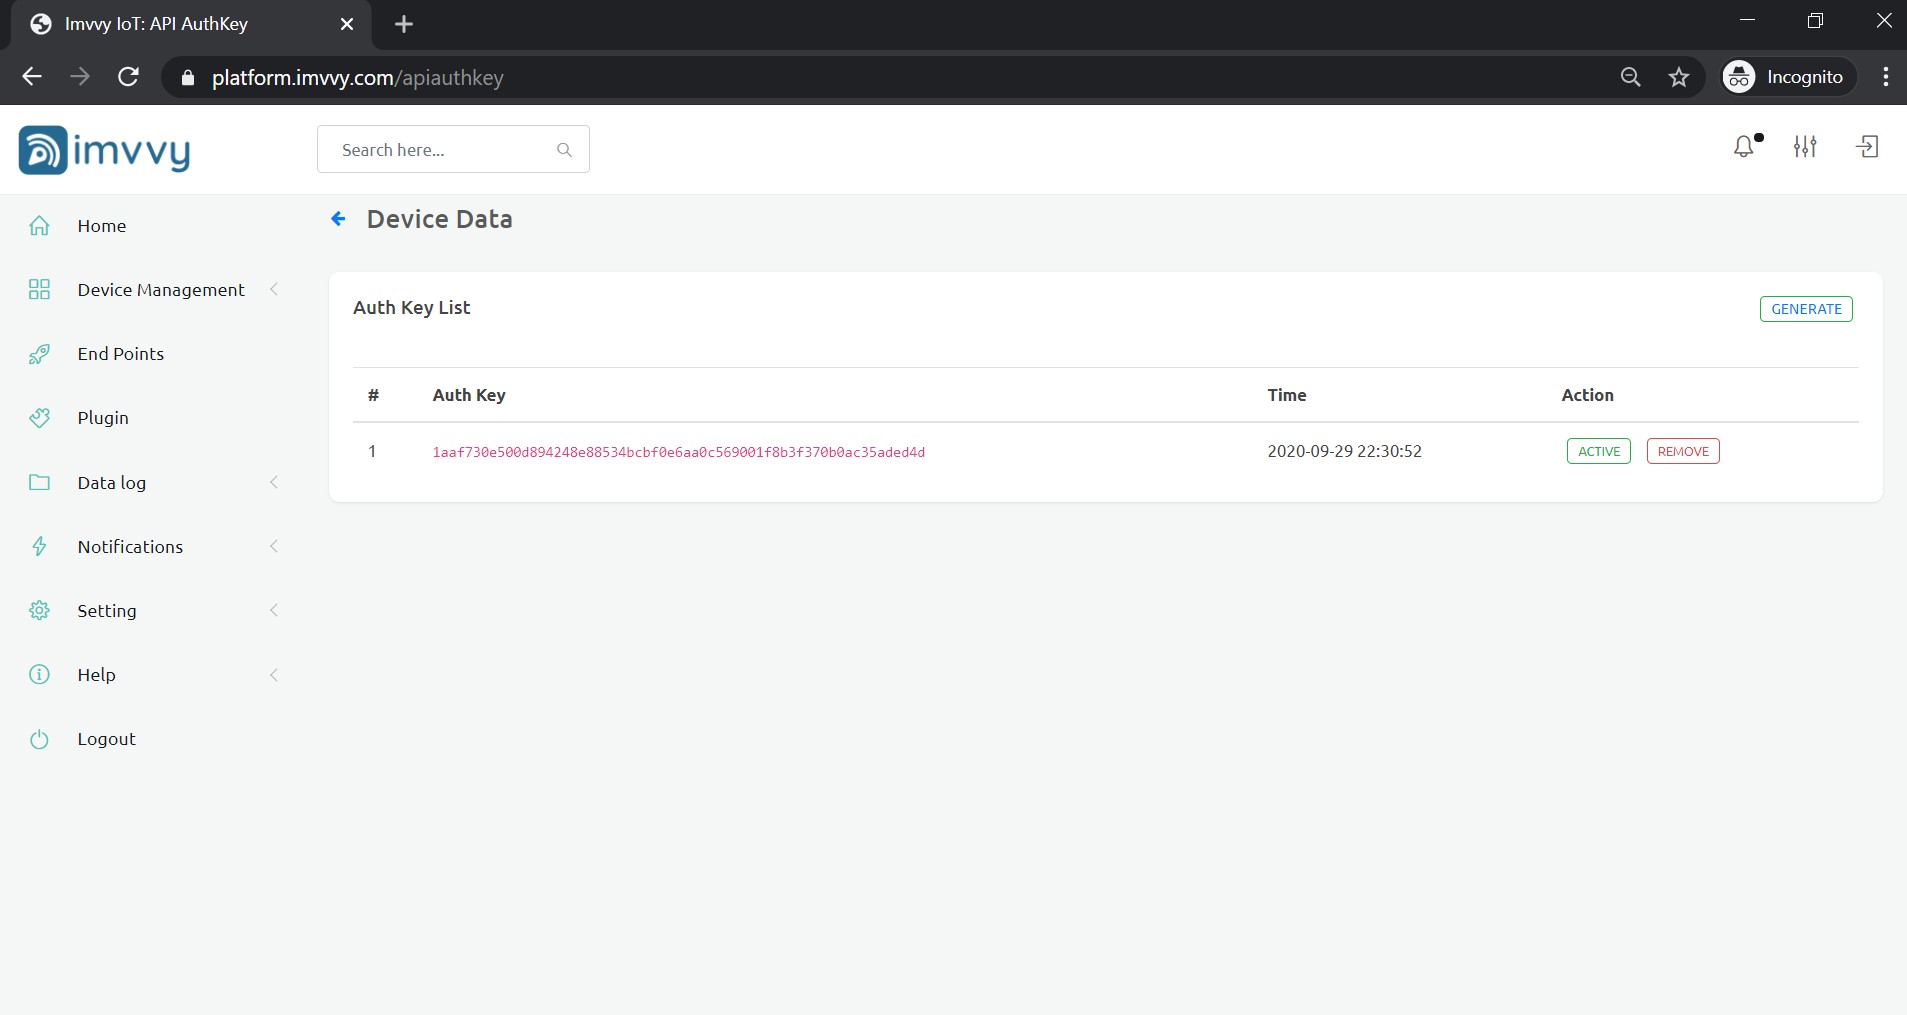 Imvvy IoT: API AuthKey
platform.imvvy.com/apiauthkey
Incognito
imvvy
Search here...
Home
Device Management
End Points
Plugin
Data log
Notifications
Setting
Help
Logout
Device Data
Auth Key List
GENERATE
# Auth Key Time Action
1 1aaf730e500d894248e88534bcbf0e6aa0c569001f8b3f370b0ac35aded4d 2020-09-29 22:30:52 ACTIVE REMOVE